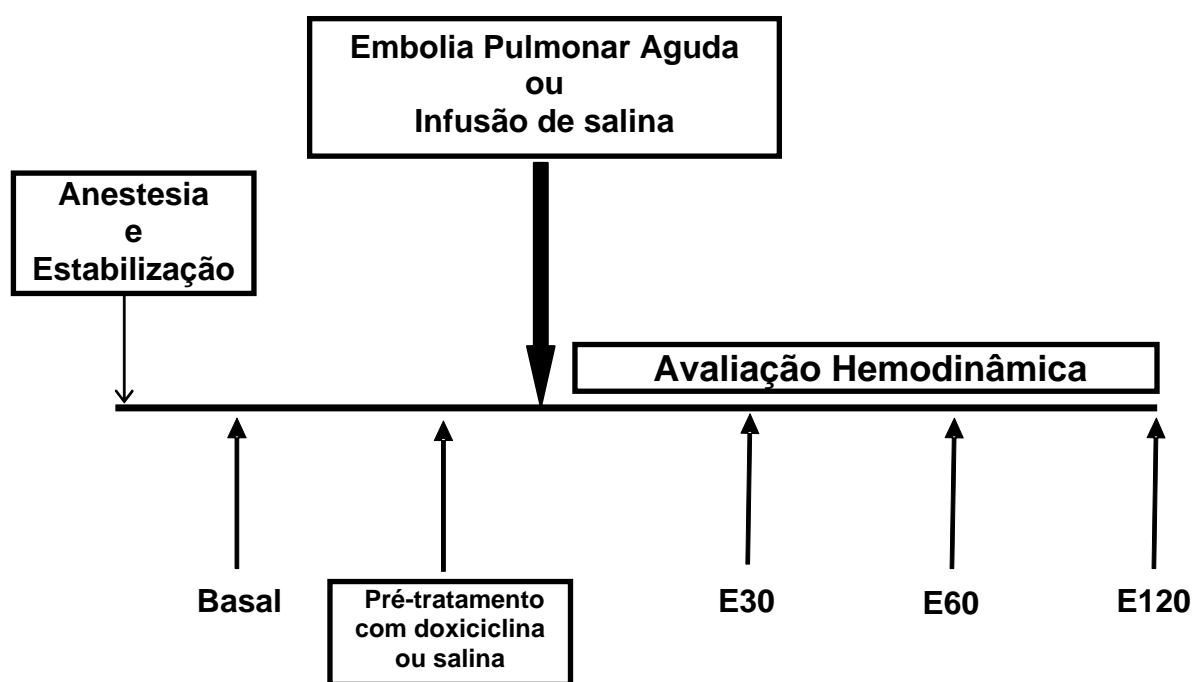 Embolia Pulmonar Aguda
ou
Infusão de salina
Anestesia
e
Estabilização
Avaliação Hemodinâmica
Basal
Pré-tratamento
com doxiciclina
ou salina
E30
E60
E120